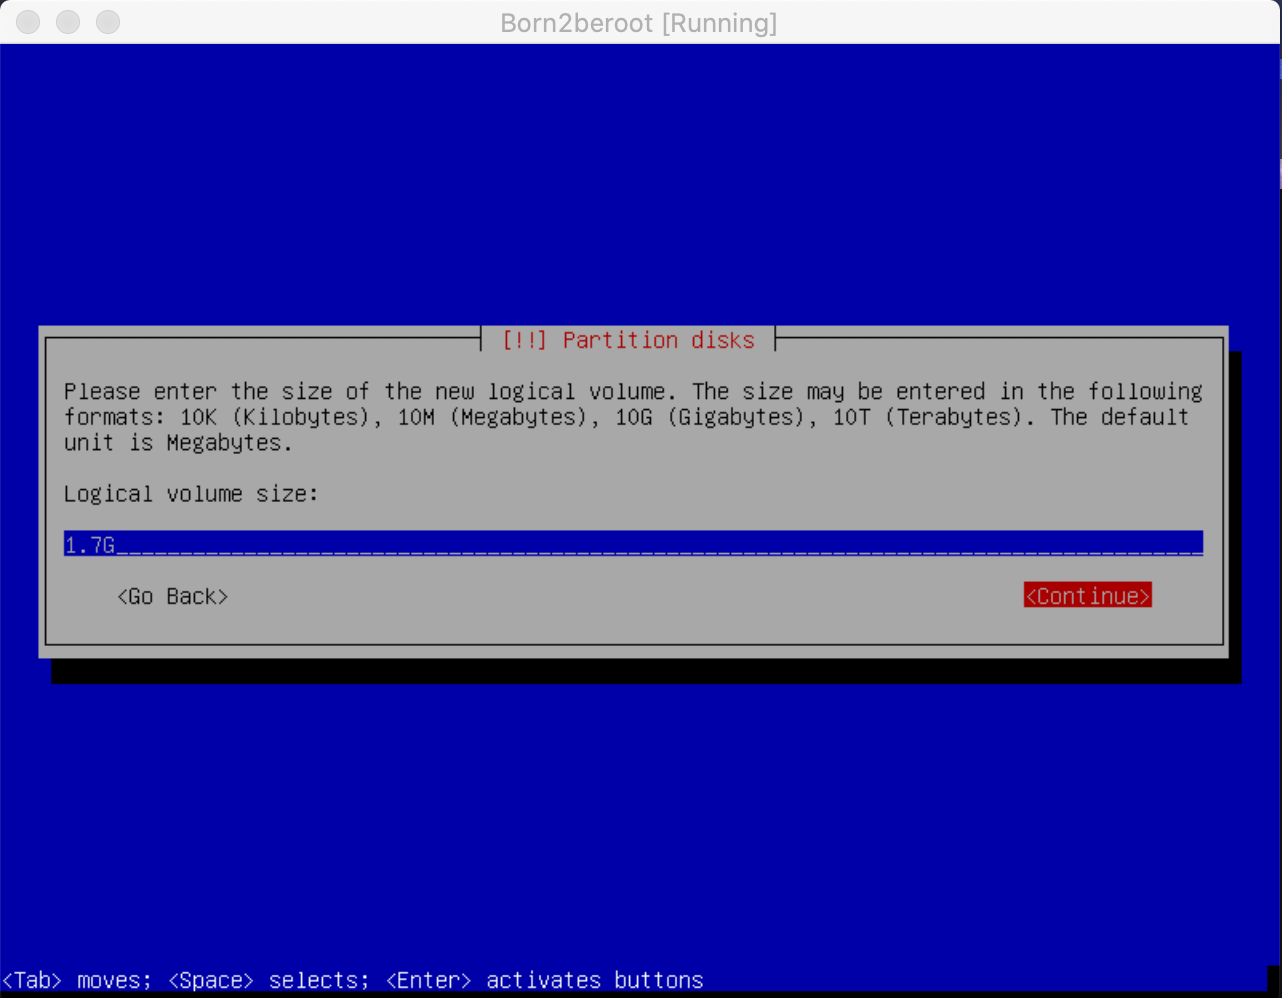 Born2beroot [Running]
[!!] Partition disks
Please enter the size of the new logical volume. The size may be entered in the following
formats: 10K (Kilobytes), 10M (Megabytes), 10G (Gigabytes), 10T (Terabytes). The default
unit is Megabytes.
Logical volume size:
1.7G
<Go Back> <Continue>
<Tab> moves; <Space> selects; <Enter> activates buttons